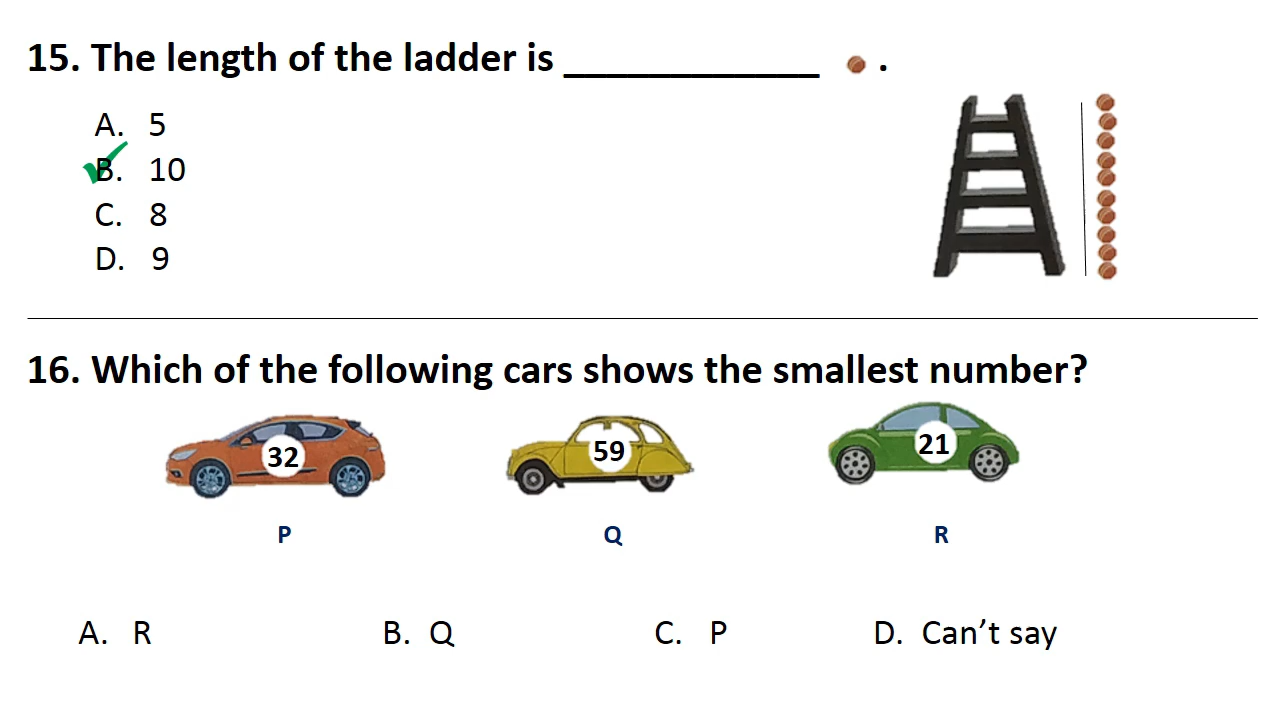 15. The length of the ladder is ____________ .
A. 5
B. 10
C. 8
D. 9
16. Which of the following cars shows the smallest number?
32 59 21
P Q R
A. R B. Q C. P D. Can’t say